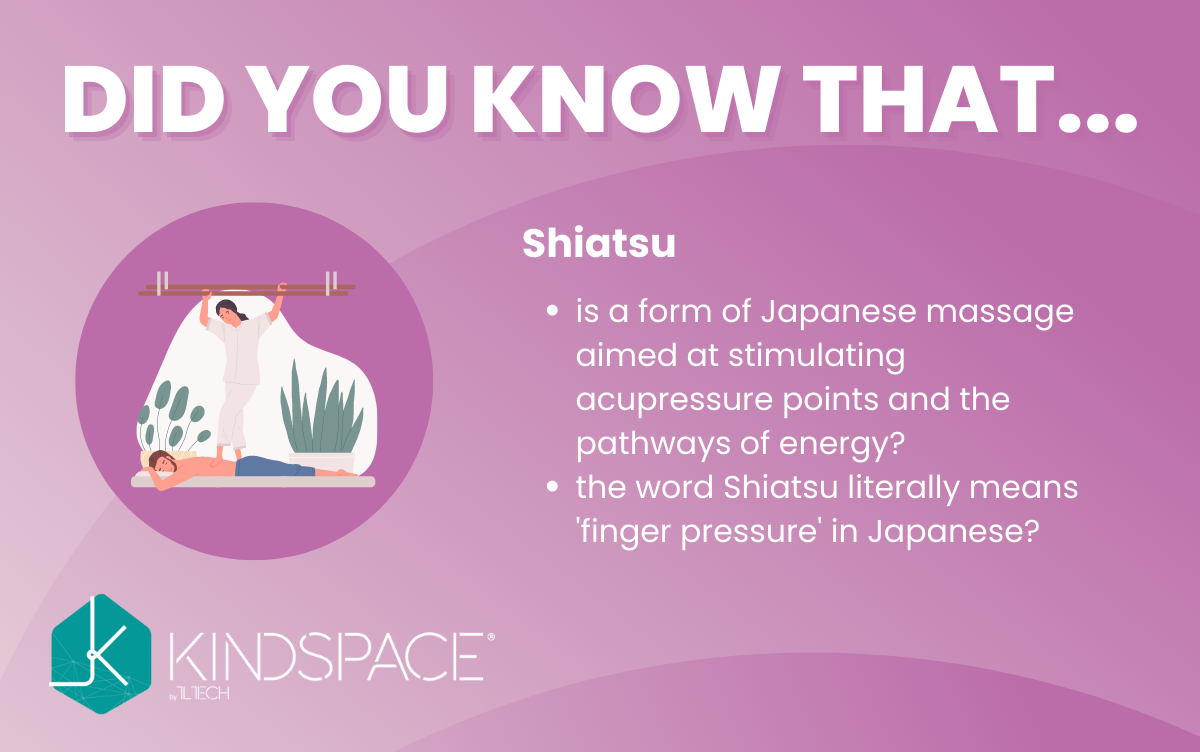 DID YOU KNOW THAT...
Shiatsu
• is a form of Japanese massage
aimed at stimulating
acupressure points and the
pathways of energy?
• the word Shiatsu literally means
'finger pressure' in Japanese?
KINDSPACE®
by TLTECH